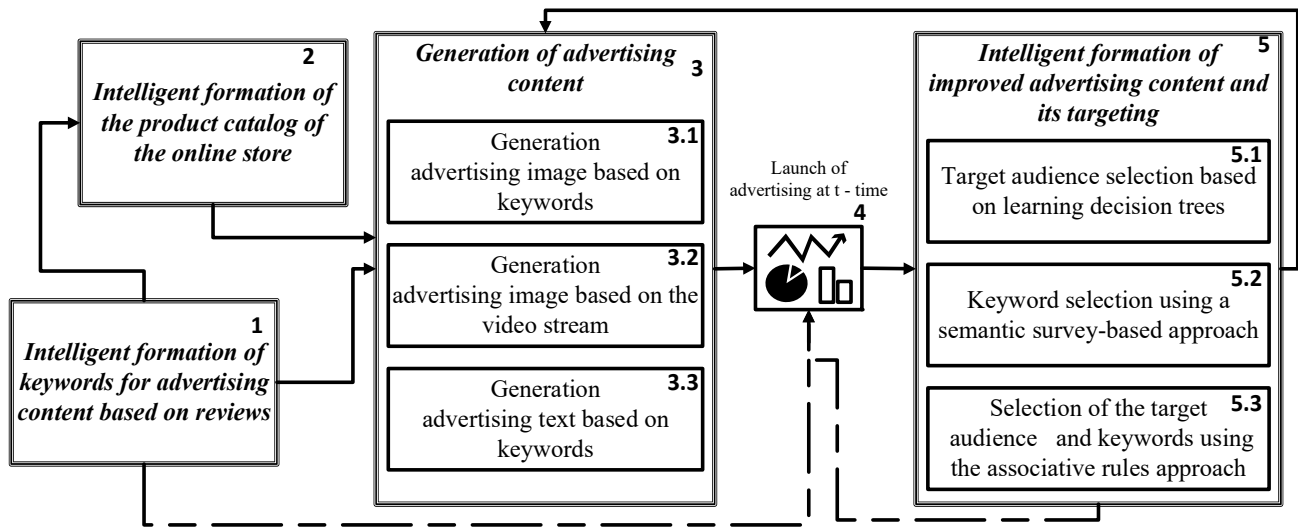 2
Intelligent formation of
the product catalog of
the online store
1
Intelligent formation of
keywords for advertising
content based on reviews
Generation of advertising
content
3
3.1
Generation
advertising image based on
keywords
3.2
Generation
advertising image based on the
video stream
3.3
Generation
advertising text based on
keywords
Launch of
advertising at t - time
4
5
Intelligent formation of
improved advertising content and
its targeting
5.1
Target audience selection based
on learning decision trees
5.2
Keyword selection using a
semantic survey-based approach
5.3
Selection of the target
audience and keywords using
the associative rules approach